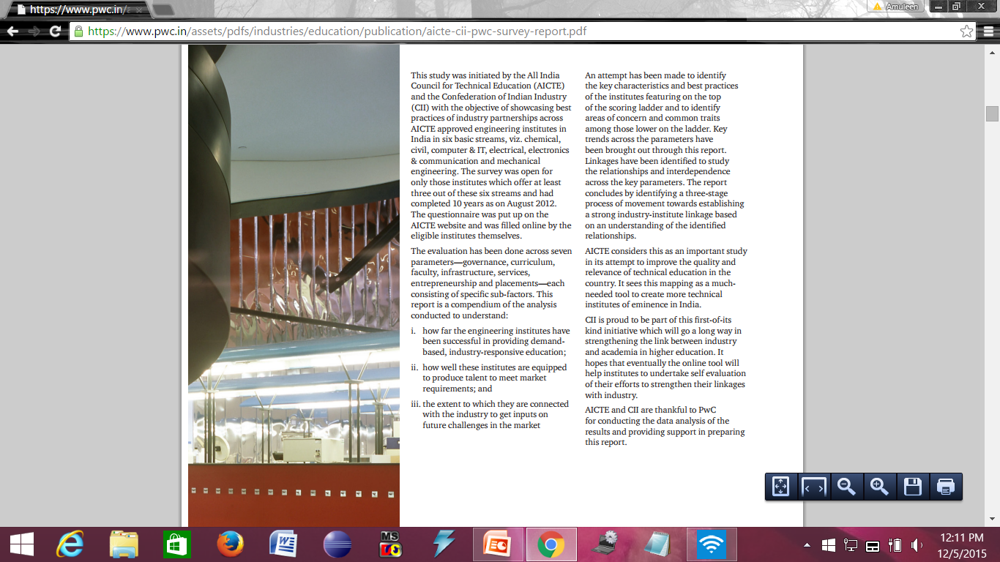 https://www.pwc.in/a
Amuleen
https://www.pwc.in/assets/pdfs/industries/education/publication/aicte-cii-pwc-survey-report.pdf
This study was initiated by the All India
Council for Technical Education (AICTE)
and the Confederation of Indian Industry
(CII) with the objective of showcasing best
practices of industry partnerships across
AICTE approved engineering institutes in
India in six basic streams, viz. chemical,
civil, computer & IT, electrical, electronics
& communication and mechanical
engineering. The survey was open for
only those institutes which offer at least
three out of these six streams and had
completed 10 years as on August 2012.
The questionnaire was put up on the
AICTE website and was filled online by the
eligible institutes themselves.
The evaluation has been done across seven
parameters—governance, curriculum,
faculty, infrastructure, services,
entrepreneurship and placements—each
consisting of specific sub-factors. This
report is a compendium of the analysis
conducted to understand:
i. how far the engineering institutes have
been successful in providing demand-
based, industry-responsive education;
ii. how well these institutes are equipped
to produce talent to meet market
requirements; and
iii. the extent to which they are connected
with the industry to get inputs on
future challenges in the market
An attempt has been made to identify
the key characteristics and best practices
of the institutes featuring on the top
of the scoring ladder and to identify
areas of concern and common traits
among those lower on the ladder. Key
trends across the parameters have
been brought out through this report.
Linkages have been identified to study
the relationships and interdependence
across the key parameters. The report
concludes by identifying a three-stage
process of movement towards establishing
a strong industry-institute linkage based
on an understanding of the identified
relationships.
AICTE considers this as an important study
in its attempt to improve the quality and
relevance of technical education in the
country. It sees this mapping as a much-
needed tool to create more technical
institutes of eminence in India.
CII is proud to be part of this first-of-its
kind initiative which will go a long way in
strengthening the link between industry
and academia in higher education. It
hopes that eventually the online tool will
help institutes to undertake self evaluation
of their efforts to strengthen their linkages
with industry.
AICTE and CII are thankful to PwC
for conducting the data analysis of the
results and providing support in preparing
this report.
MS
12:11 PM
12/5/2015